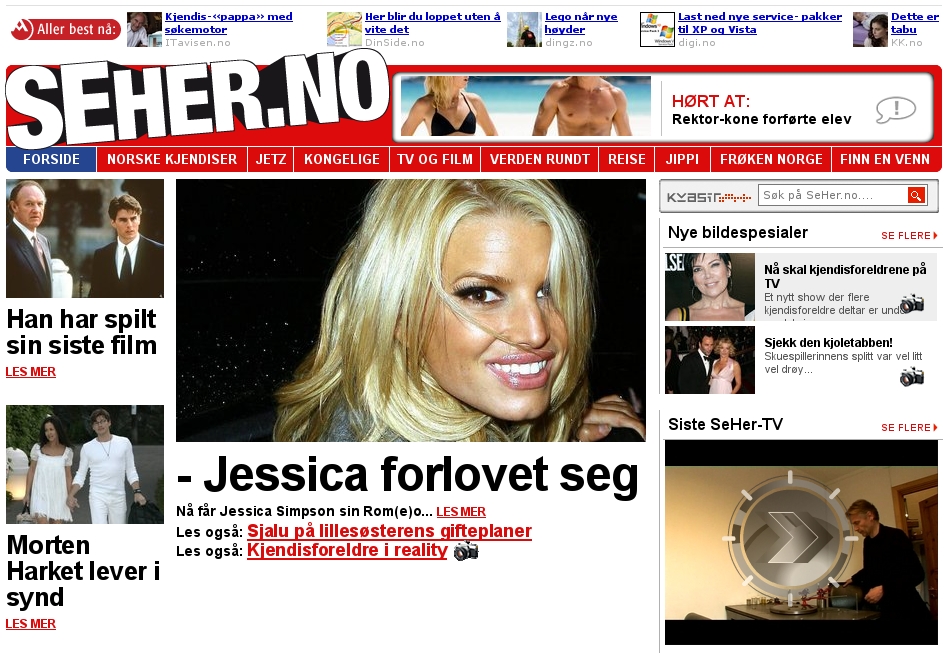 Aller best nå:
Kjendis-‹‹pappa›› med
søkemotor
ITavisen.no
Her blir du loppet uten å
vite det
DinSide.no
Lego når nye
høyder
dingz.no
Last ned nye service- pakker
til XP og Vista
digi.no
Dette er
tabu
KK.no
SEHER.NO
HØRT AT:
Rektor-kone forførte elev
FORSIDE NORSKE KJENDISER JETZ KONGELIGE TV OG FILM VERDEN RUNDT REISE JIPPI FRØKEN NORGE FINN EN VENN
Han har spilt
sin siste film
LES MER
Morten
Harket lever i
synd
LES MER
- Jessica forlovet seg
Nå får Jessica Simpson sin Rom(e)o... LES MER
Les også: Sjalu på lillesøsterens gifteplaner
Les også: Kjendisforeldre i reality
KVASIR Søk på SeHer.no....
Nye bildespesialer SE FLERE
Nå skal kjendisforeldrene på
TV
Et nytt show der flere
kjendisforeldre deltar er under
Sjekk den kjoletabben!
Skuespillerinnens splitt var vel litt
vel drøy...
Siste SeHer-TV SE FLERE